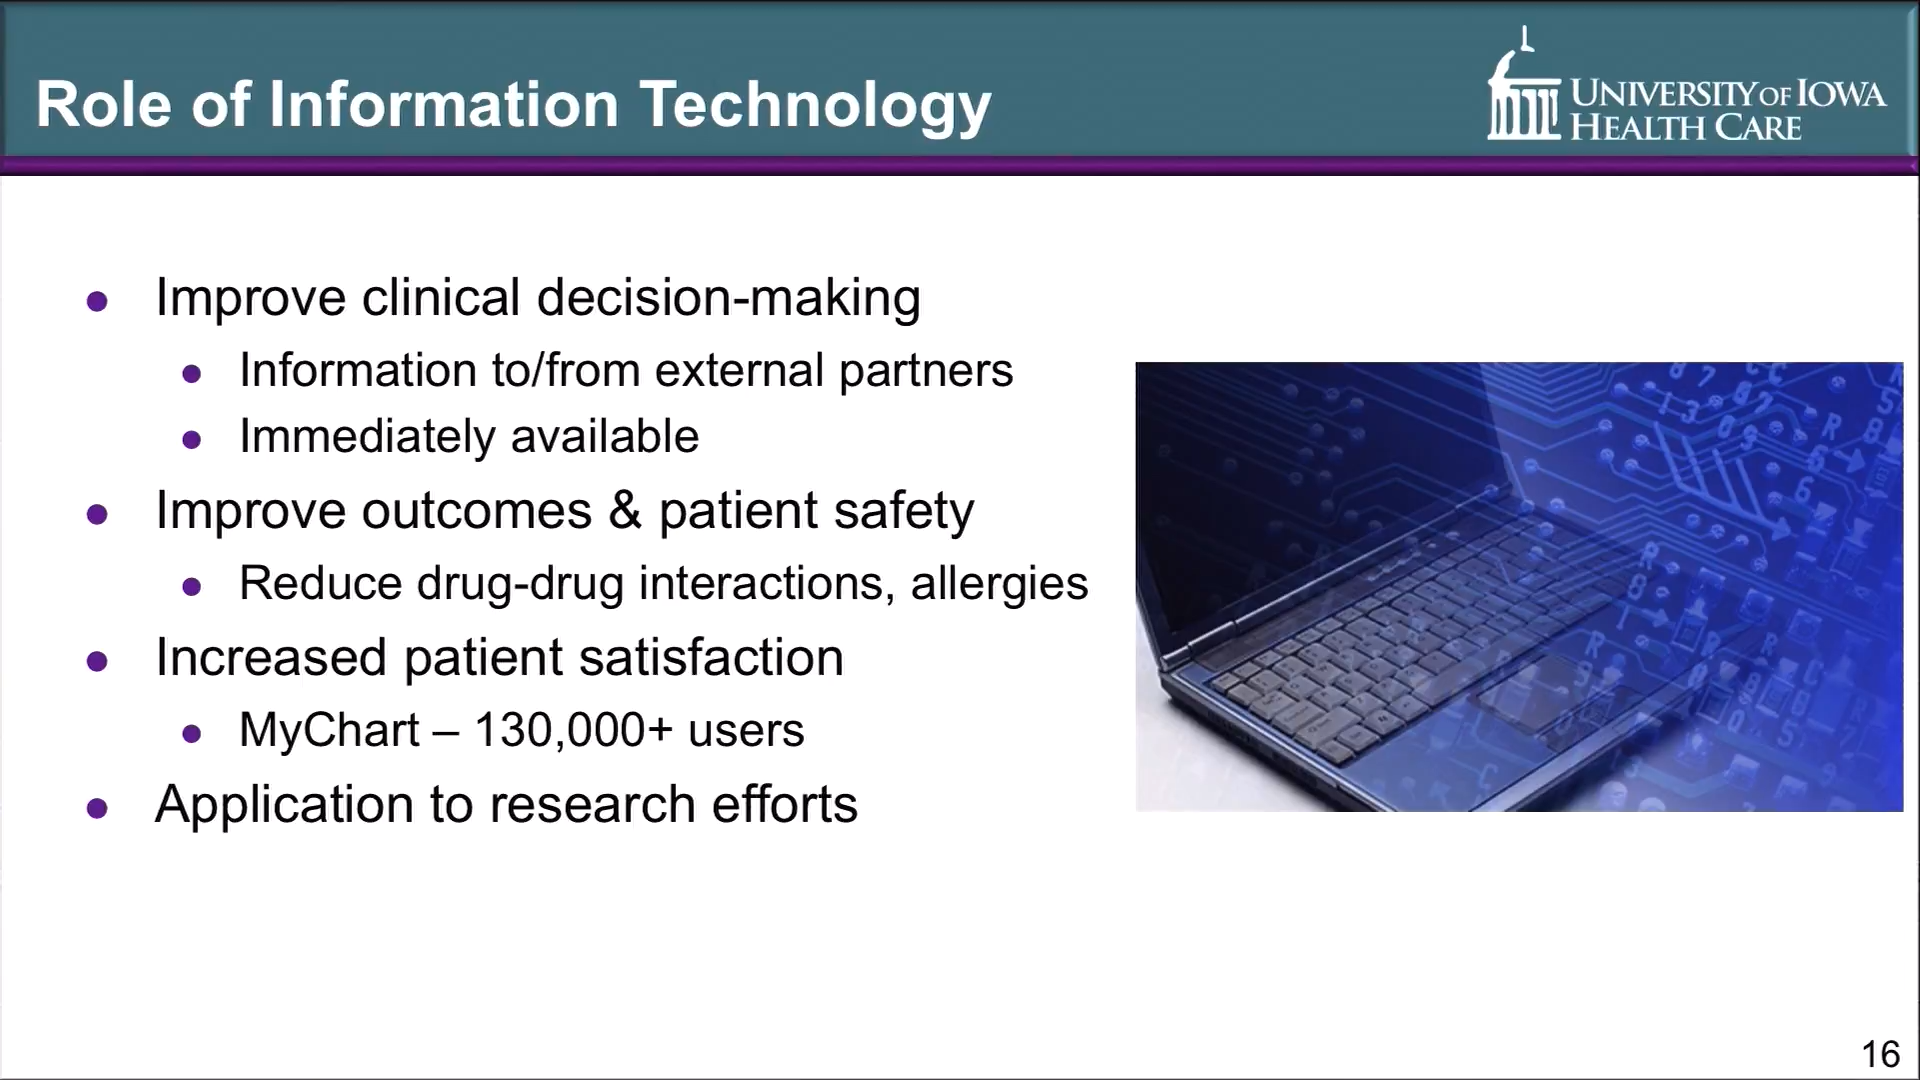 Role of Information Technology
UNIVERSITY OF IOWA
HEALTH CARE
Improve clinical decision-making
Information to/from external partners
Immediately available
Improve outcomes & patient safety
Reduce drug-drug interactions, allergies
Increased patient satisfaction
MyChart – 130,000+ users
Application to research efforts
16